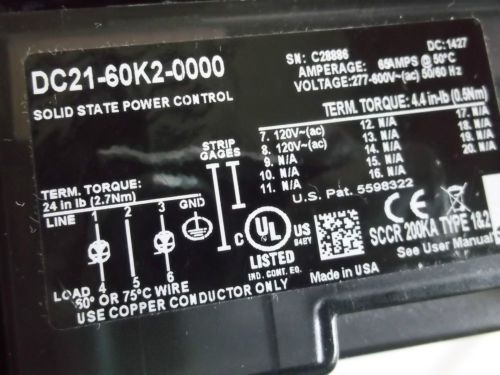 DC21-60K2-0000
SOLID STATE POWER CONTROL
SN: C28886
DC: 1427
AMPERAGE: 65AMPS @ 50°C
VOLTAGE: 277-600V~(ac) 50/60 Hz
TERM. TORQUE: 4.4 in-lb (0.5Nm)
STRIP GAGES
7. 120V~(ac)
8. 120V~(ac)
9. N/A
10. N/A
11. N/A
12. N/A
13. N/A
14. N/A
15. N/A
16. N/A
17. N/A
18. N/A
19. N/A
20. N/A
U.S. Pat. 5598322
TERM. TORQUE:
24 in lb (2.7Nm)
LINE 1 2 3 GND
LOAD 4 5 6
60° OR 75°C WIRE
USE COPPER CONDUCTOR ONLY
C UL US
LISTED
IND. CONT. EQ.
84BY
Made in USA
CE
SCCR 200KA TYPE 18.2
See User Manual